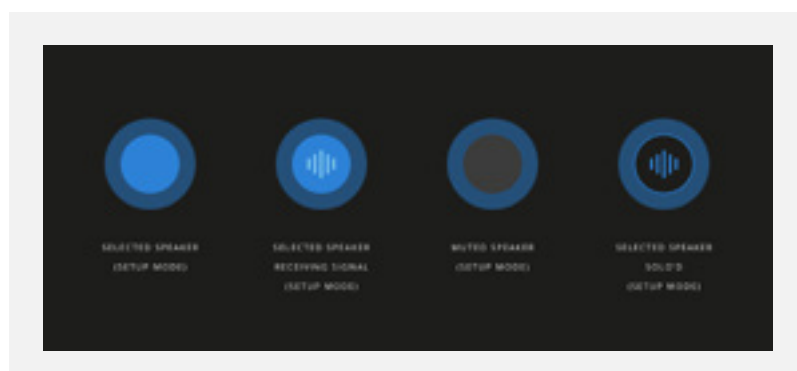 SELECTED SPEAKER
(SETUP MODE)
SELECTED SPEAKER
RECEIVING SIGNAL
(SETUP MODE)
MUTED SPEAKER
(SETUP MODE)
SELECTED SPEAKER
SOLO'D
(SETUP MODE)